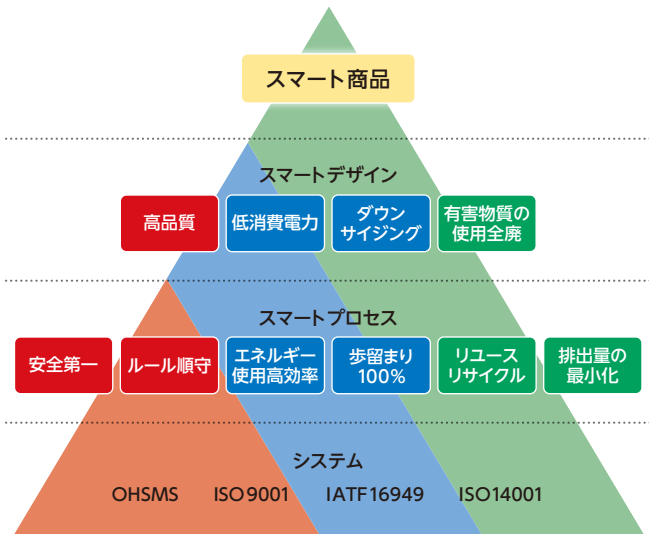 スマート商品
スマートデザイン
高品質
低消費電力
ダウン
サイジング
有害物質の
使用全廃
スマートプロセス
安全第一
ルール順守
エネルギー
使用高効率
歩留まり
100%
リユース
リサイクル
排出量の
最小化
システム
OHSMS ISO9001 IATF16949 ISO14001